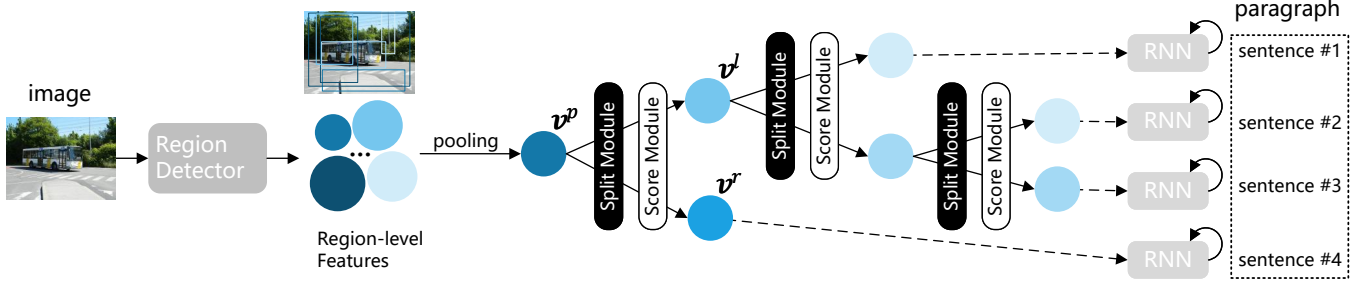 image
Region
Detector
•••
Region-level
Features
pooling
v^p
Split Module
Score Module
v^l
v^r
Split Module
Score Module
Split Module
Score Module
RNN
RNN
RNN
RNN
paragraph
sentence #1
sentence #2
sentence #3
sentence #4